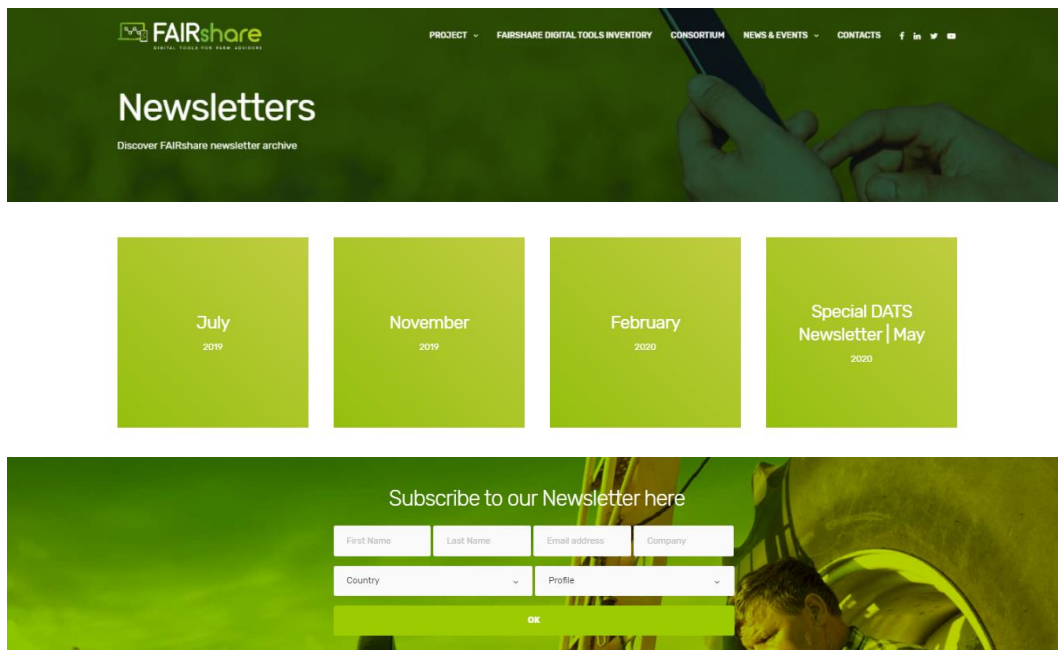 FAIRshare
DIGITAL TOOLS FOR FARM ADVISORS
PROJECT
FAIRSHARE DIGITAL TOOLS INVENTORY
CONSORTIUM
NEWS & EVENTS
CONTACTS
Newsletters
Discover FAIRshare newsletter archive
July
2019
November
2019
February
2020
Special DATS
Newsletter | May
2020
Subscribe to our Newsletter here
First Name
Last Name
Email address
Company
Country
Profile
OK